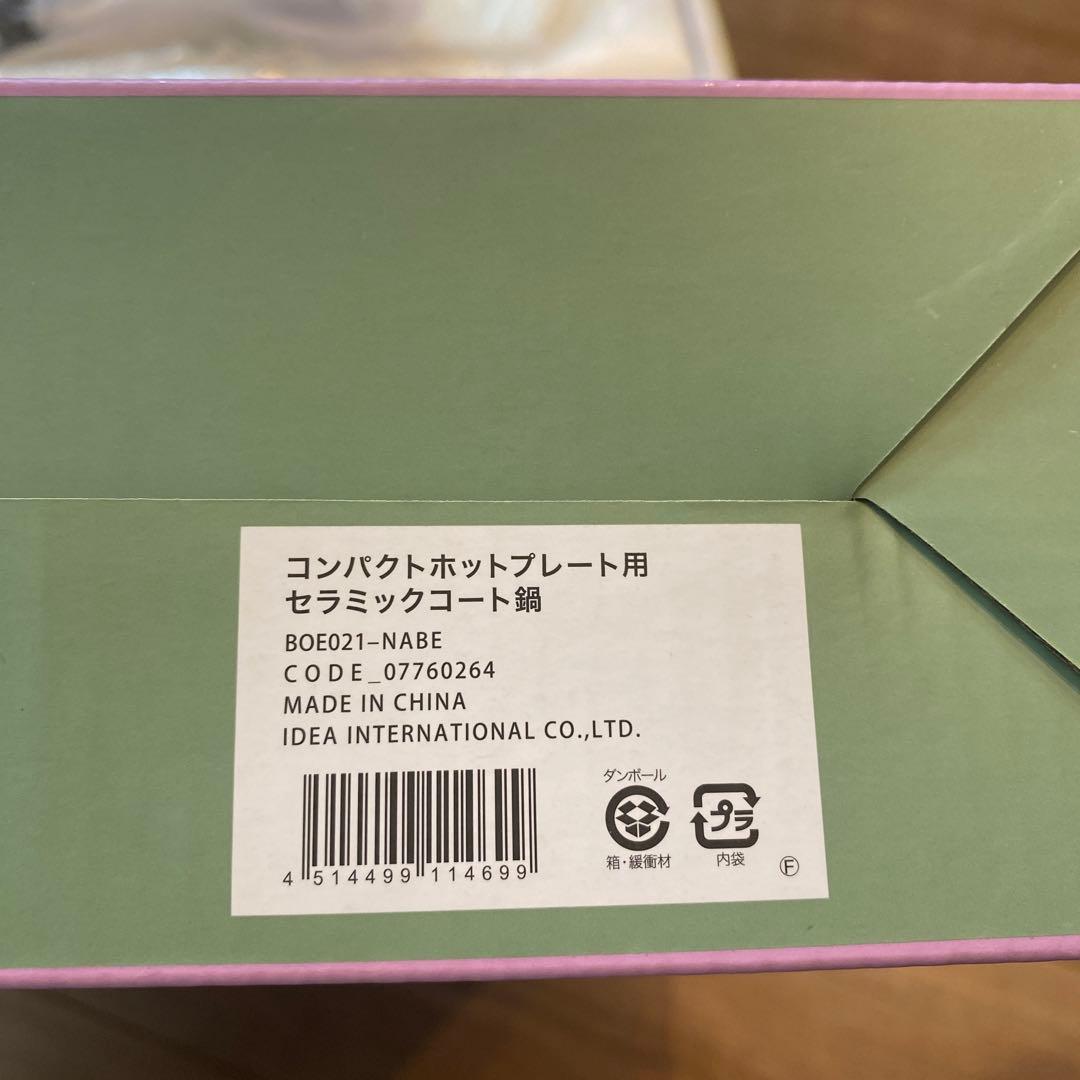 コンパクトホットプレート用
セラミックコート鍋
BOE021-NABE
CODE_07760264
MADE IN CHINA
IDEA INTERNATIONAL CO.,LTD.
4 514499 114699
ダンボール
箱・緩衝材
プラ
内袋
F